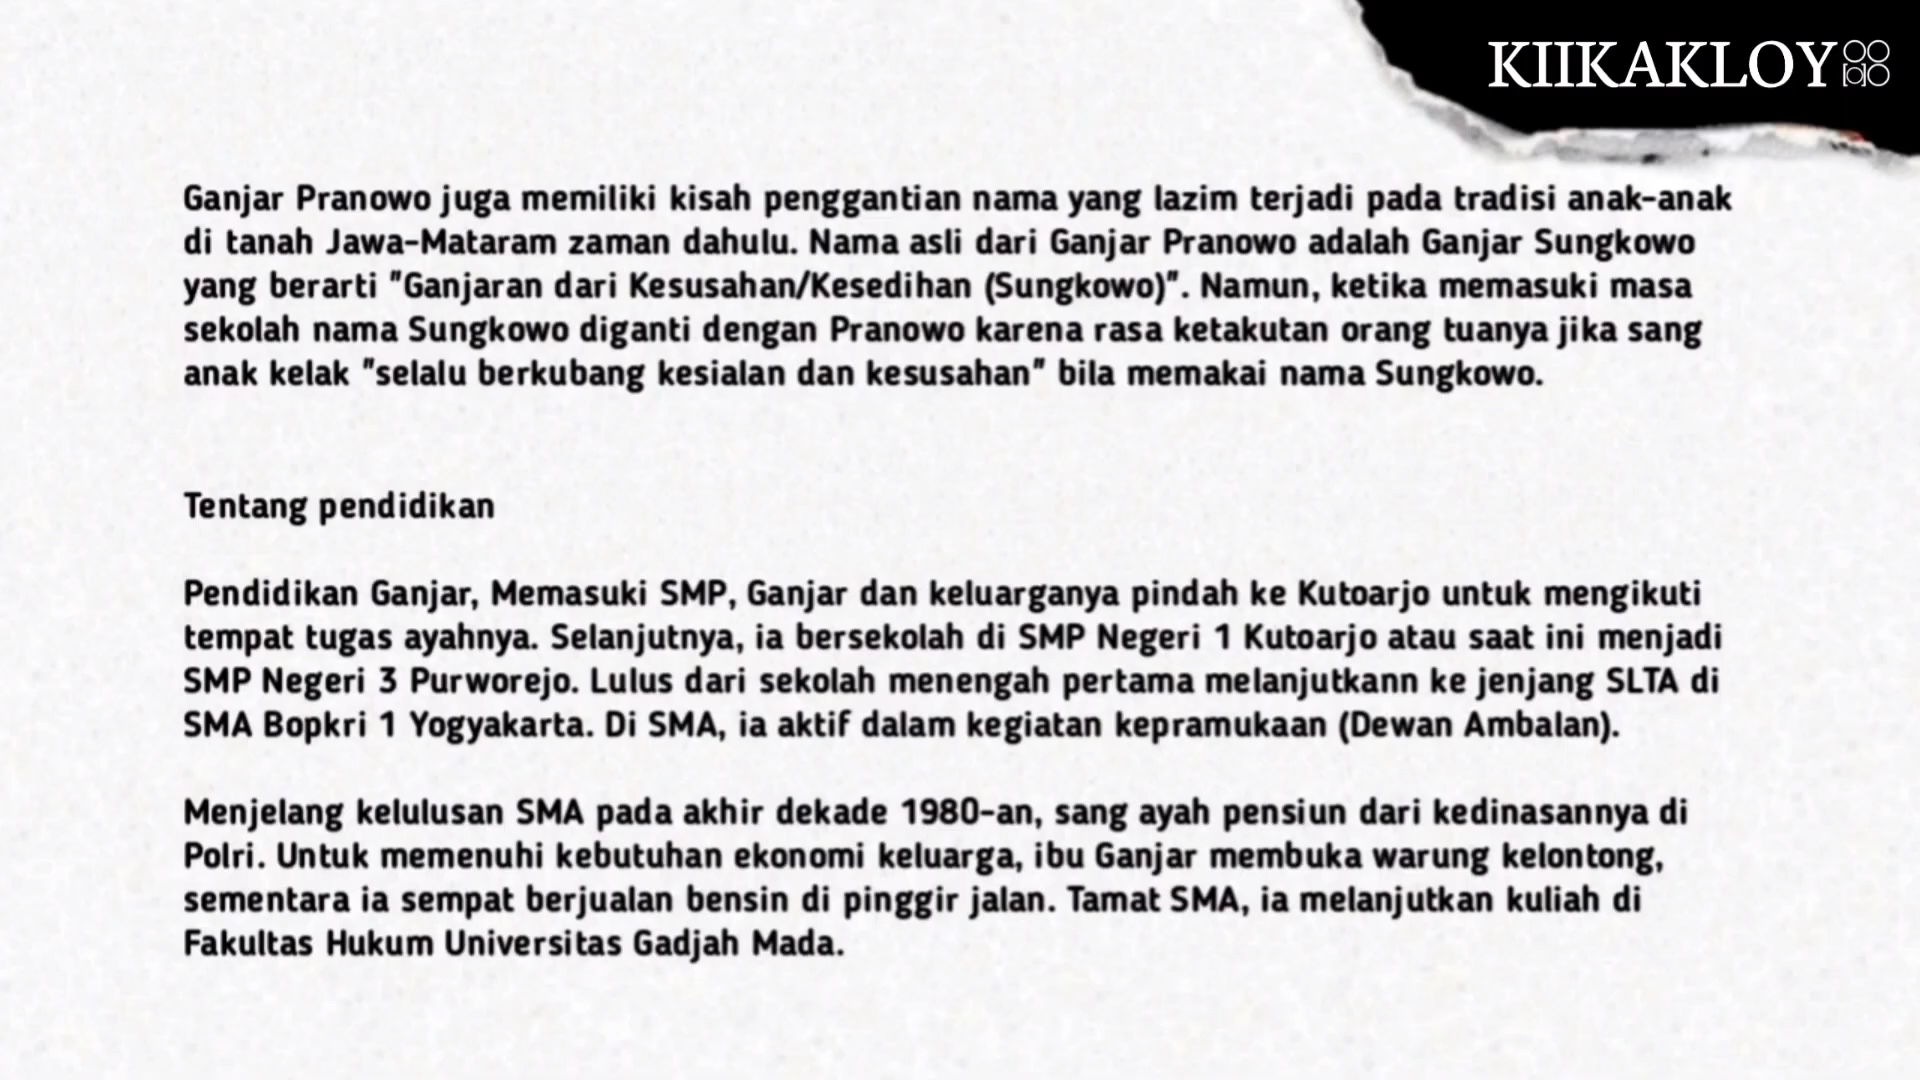 KIIKAKLOY
Ganjar Pranowo juga memiliki kisah penggantian nama yang lazim terjadi pada tradisi anak-anak
di tanah Jawa-Mataram zaman dahulu. Nama asli dari Ganjar Pranowo adalah Ganjar Sungkowo
yang berarti "Ganjaran dari Kesusahan/Kesedihan (Sungkowo)". Namun, ketika memasuki masa
sekolah nama Sungkowo diganti dengan Pranowo karena rasa ketakutan orang tuanya jika sang
anak kelak "selalu berkubang kesialan dan kesusahan" bila memakai nama Sungkowo.
Tentang pendidikan
Pendidikan Ganjar, Memasuki SMP, Ganjar dan keluarganya pindah ke Kutoarjo untuk mengikuti
tempat tugas ayahnya. Selanjutnya, ia bersekolah di SMP Negeri 1 Kutoarjo atau saat ini menjadi
SMP Negeri 3 Purworejo. Lulus dari sekolah menengah pertama melanjutkann ke jenjang SLTA di
SMA Bopkri 1 Yogyakarta. Di SMA, ia aktif dalam kegiatan kepramukaan (Dewan Ambalan).
Menjelang kelulusan SMA pada akhir dekade 1980-an, sang ayah pensiun dari kedinasannya di
Polri. Untuk memenuhi kebutuhan ekonomi keluarga, ibu Ganjar membuka warung kelontong,
sementara ia sempat berjualan bensin di pinggir jalan. Tamat SMA, ia melanjutkan kuliah di
Fakultas Hukum Universitas Gadjah Mada.